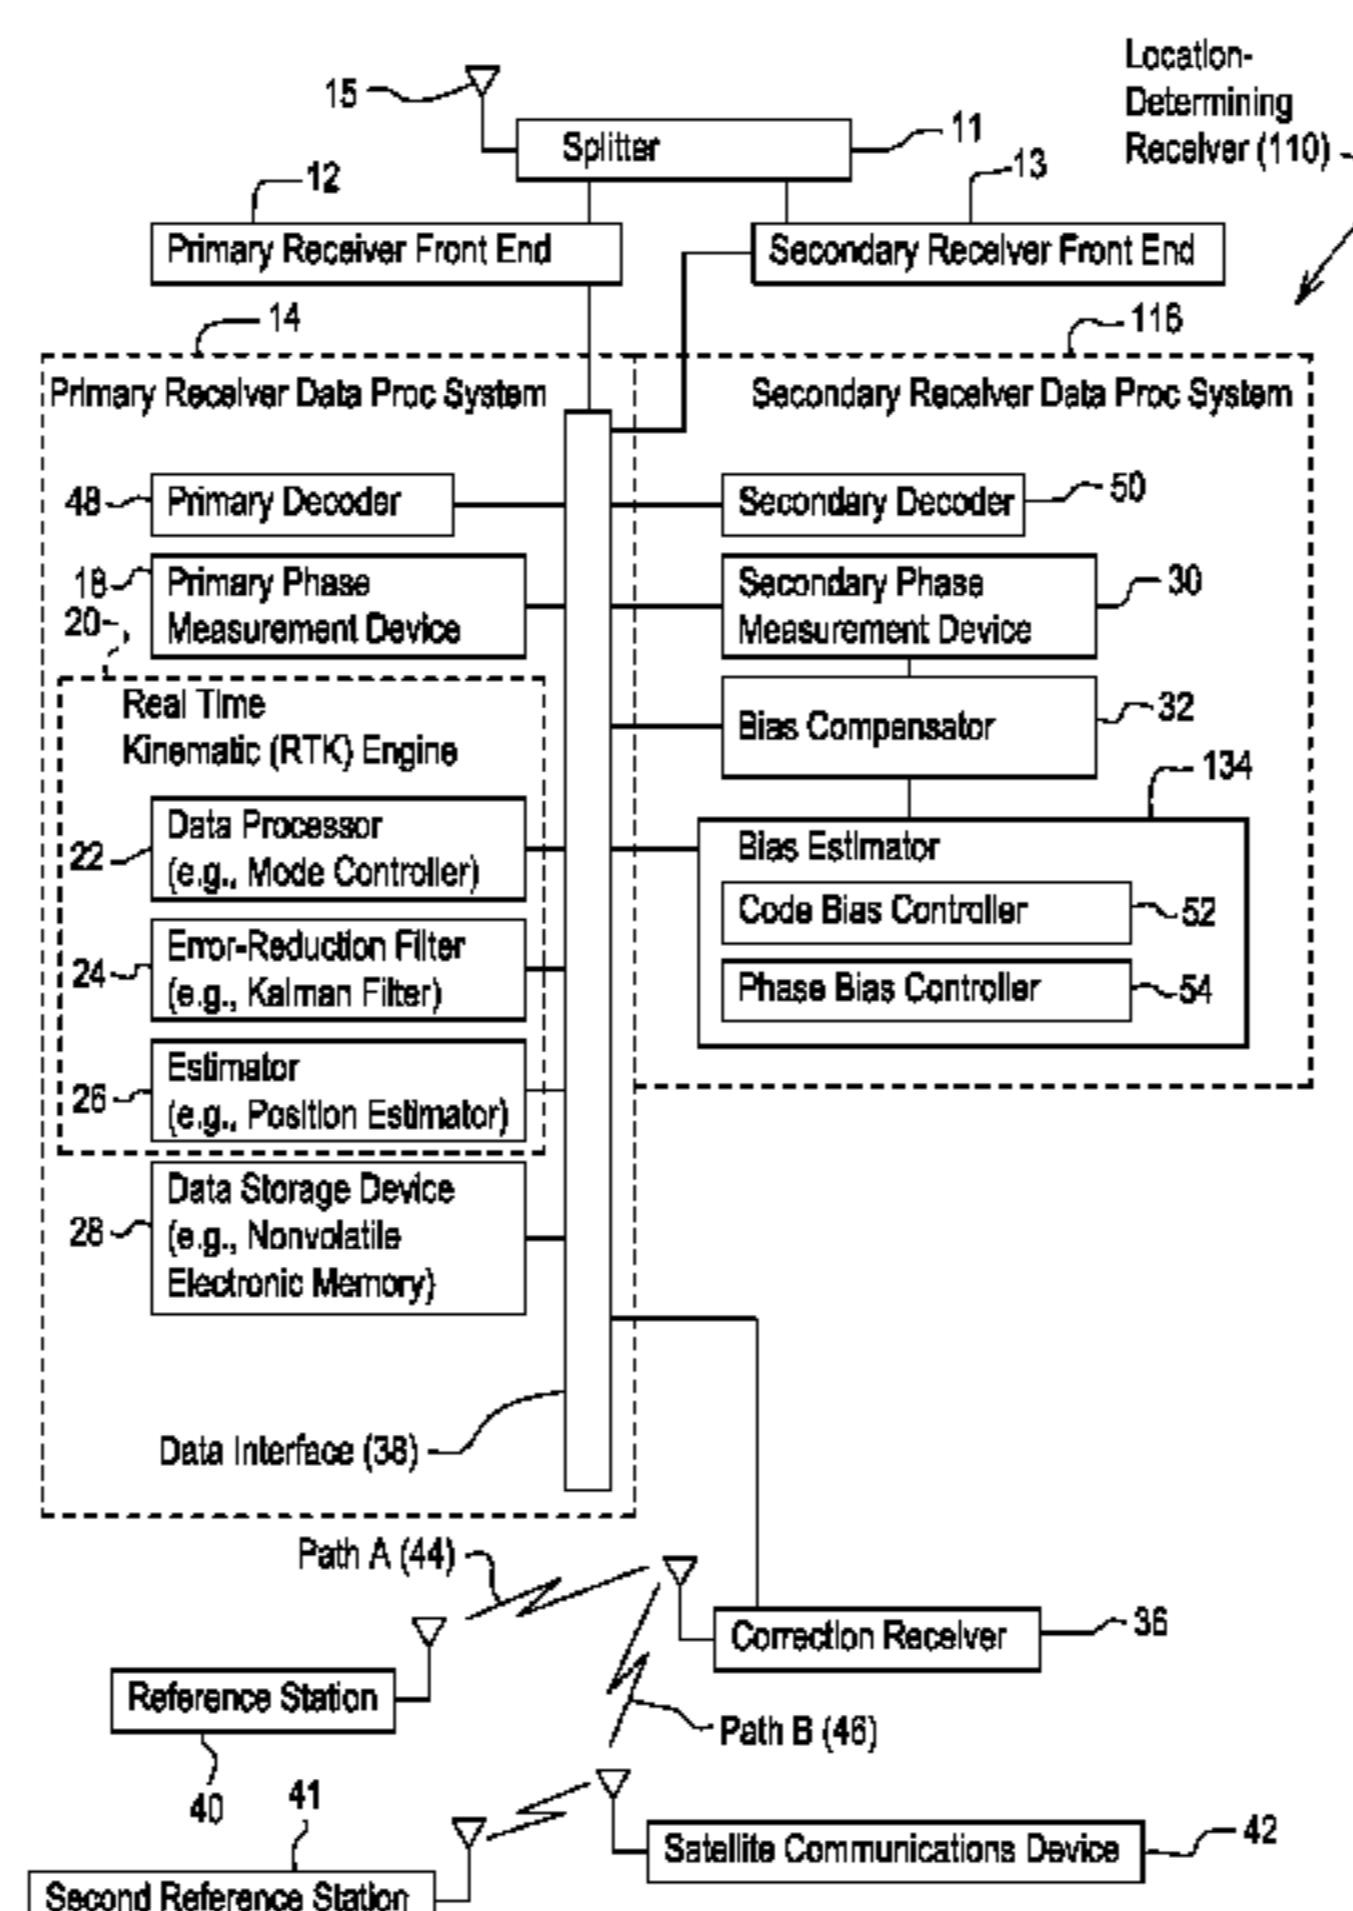 Location-
Determining
Receiver (110)
15
Splitter
11
12
13
Primary Receiver Front End
Secondary Receiver Front End
14
116
Primary Receiver Data Proc System
Secondary Receiver Data Proc System
48
Primary Decoder
Secondary Decoder
50
18
Primary Phase
Measurement Device
Secondary Phase
Measurement Device
30
20
Real Time
Kinematic (RTK) Engine
Bias Compensator
32
134
22
Data Processor
(e.g., Mode Controller)
Bias Estimator
Code Bias Controller
52
24
Error-Reduction Filter
(e.g., Kalman Filter)
Phase Bias Controller
54
26
Estimator
(e.g., Position Estimator)
28
Data Storage Device
(e.g., Nonvolatile
Electronic Memory)
Data Interface (38)
Path A (44)
Correction Receiver
36
Reference Station
Path B (46)
40
41
Satellite Communications Device
42
Second Reference Station